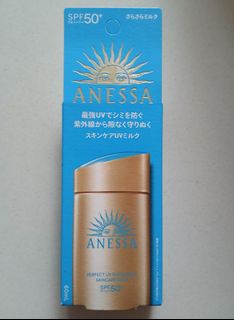 SPF50+
PA++++
さらさらミルク
ANESSA
最強UVでシミを防ぐ
紫外線から隙なく守りぬく
スキンケアUVミルク
ANESSA
PERFECT UV SUNSCREEN
SKINCARE MILK
SPF50+
60mL